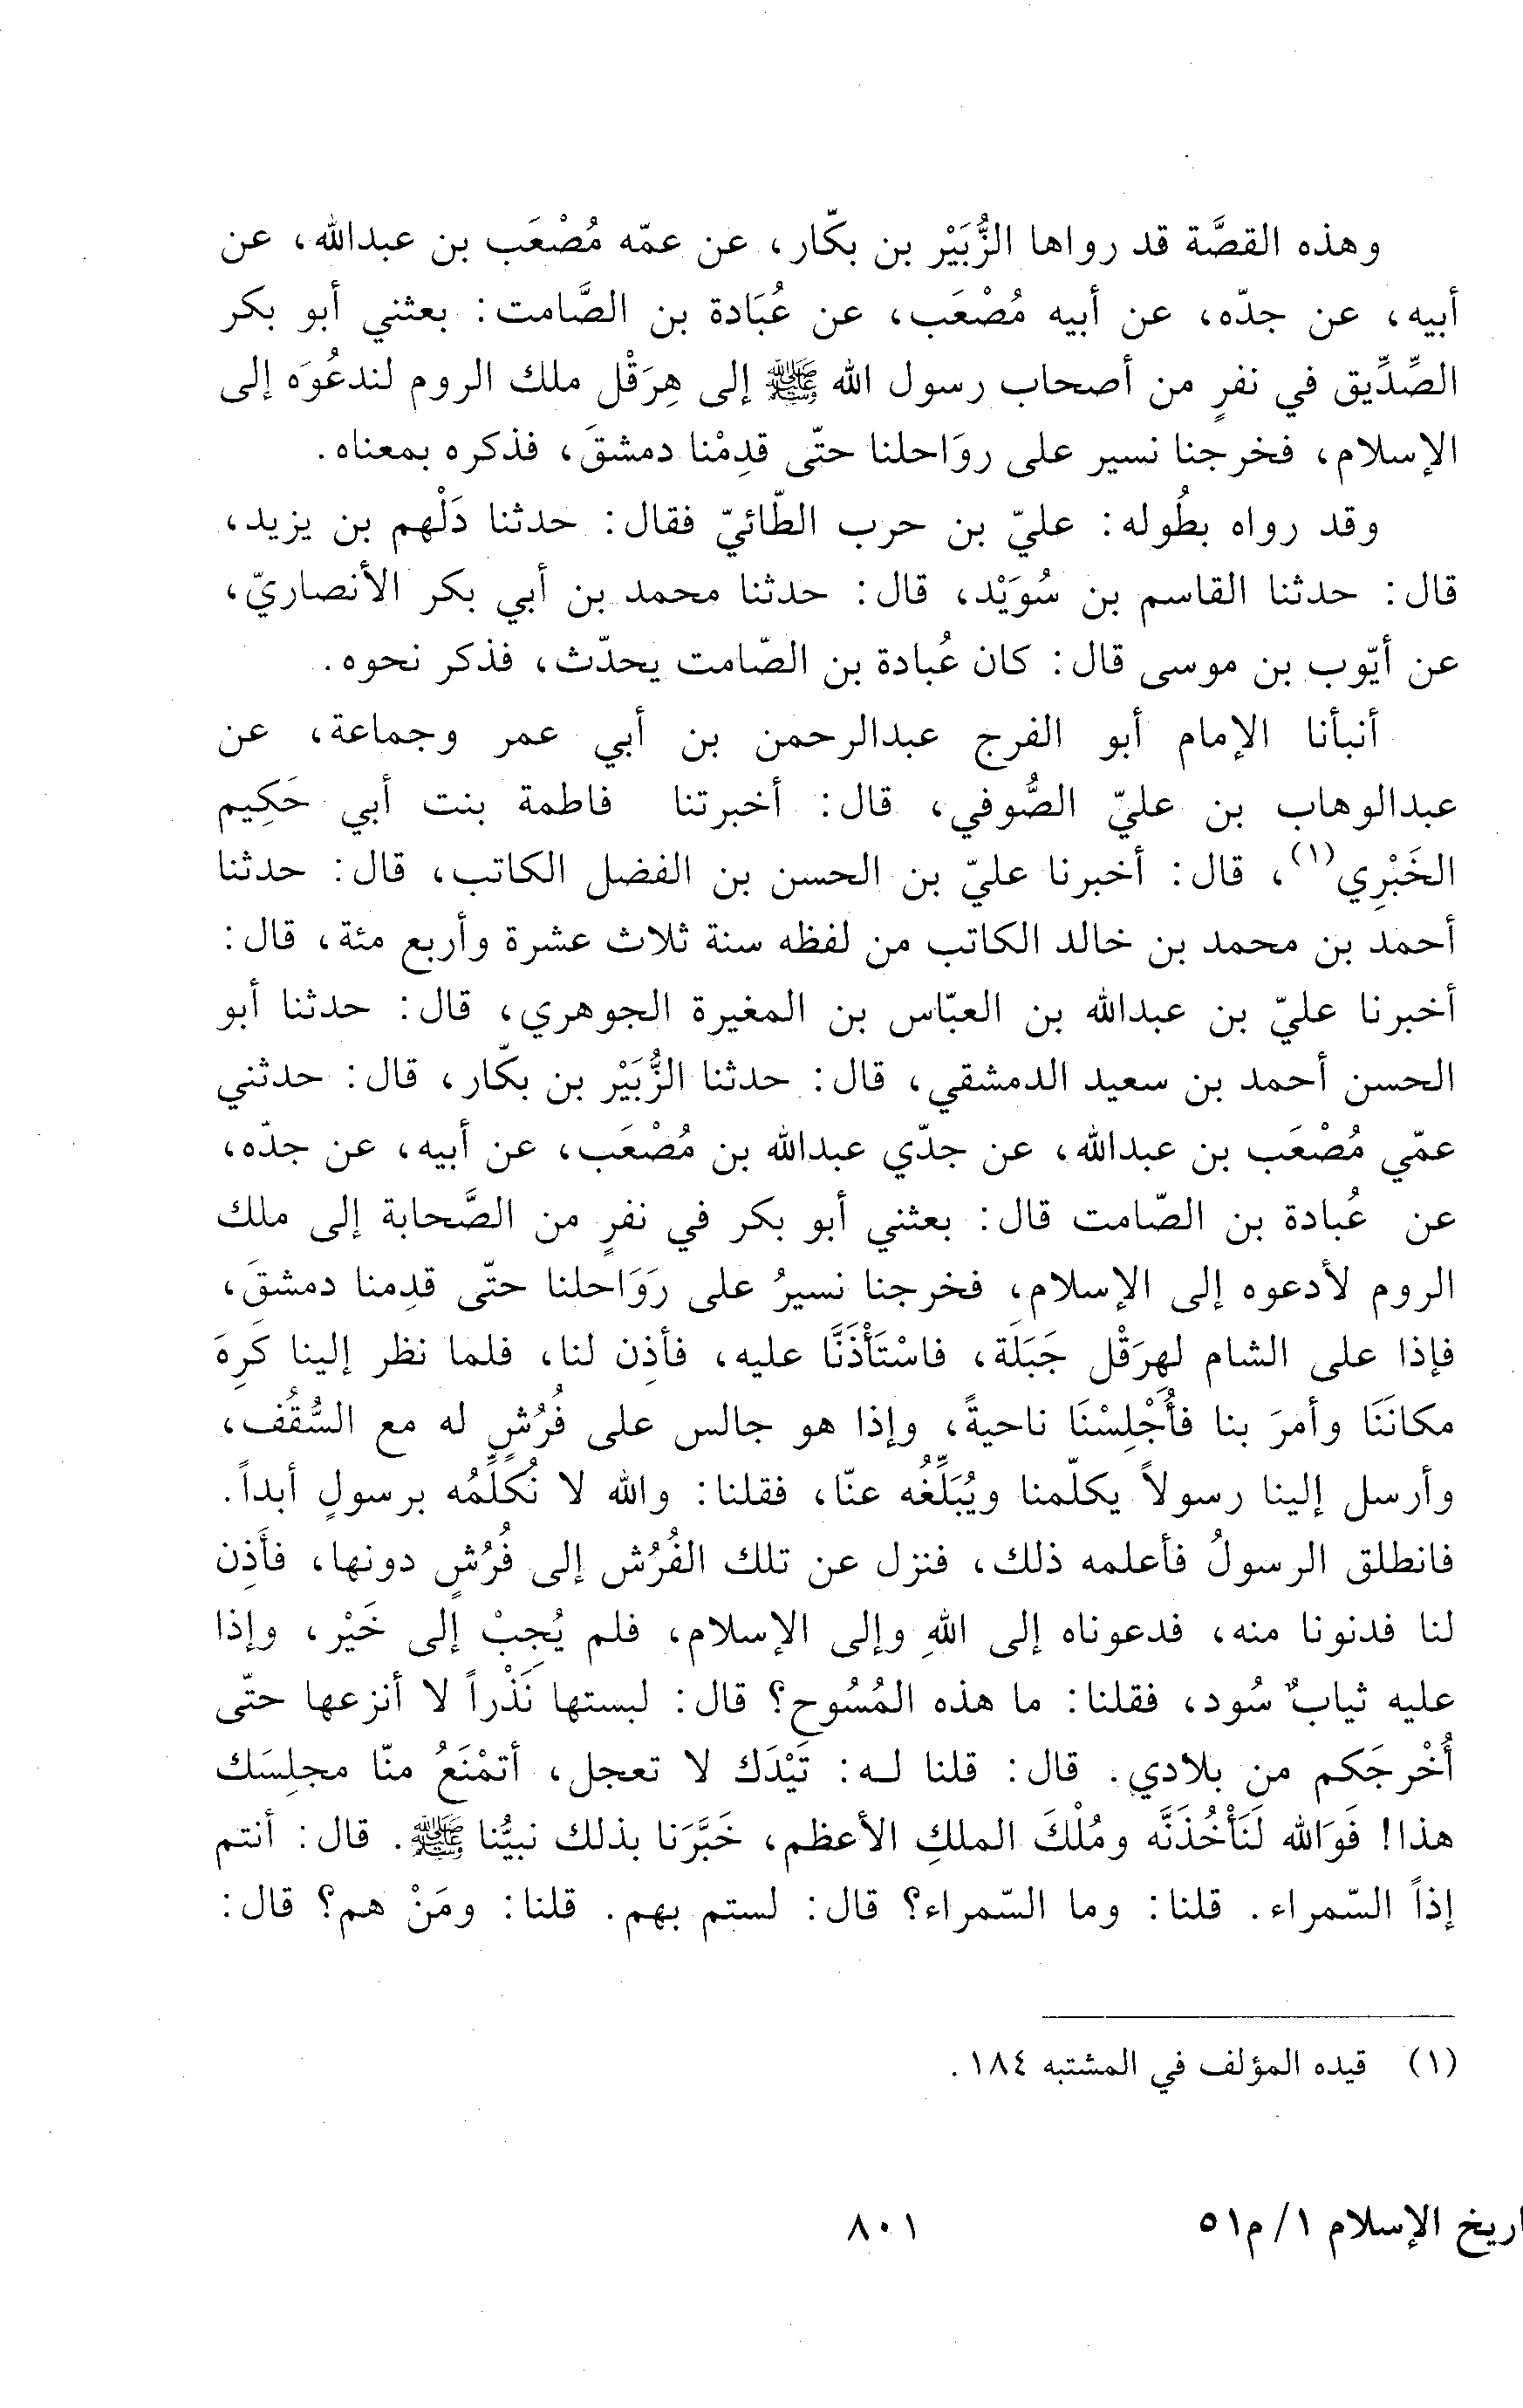 وهذه القصَّة قد رواها الزُّبَيْر بن بكّار، عن عمّه مُصْعَب بن عبدالله، عن
أبيه، عن جدّه، عن أبيه مُصْعَب، عن عُبَادة بن الصَّامت: بعثني أبو بكر
الصِّدِّيق في نفرٍ من أصحاب رسول الله ﷺ إلى هِرَقْل ملك الروم لندعُوَه إلى
الإسلام، فخرجنا نسير على روَاحلنا حتّى قدِمْنا دمشقَ، فذكره بمعناه.
وقد رواه بطُوله: عليّ بن حرب الطّائيّ فقال: حدثنا دَلْهم بن يزيد،
قال: حدثنا القاسم بن سُوَيْد، قال: حدثنا محمد بن أبي بكر الأنصاريّ،
عن أيّوب بن موسى قال: كان عُبادة بن الصّامت يحدّث، فذكر نحوه.
أنبأنا الإمام أبو الفرج عبدالرحمن بن أبي عمر وجماعة، عن
عبدالوهاب بن عليّ الصُّوفي، قال: أخبرتنا فاطمة بنت أبي حَكِيم
الخَبْرِي(١)، قال: أخبرنا عليّ بن الحسن بن الفضل الكاتب، قال: حدثنا
أحمد بن محمد بن خالد الكاتب من لفظه سنة ثلاث عشرة وأربع مئة، قال:
أخبرنا عليّ بن عبدالله بن العبّاس بن المغيرة الجوهري، قال: حدثنا أبو
الحسن أحمد بن سعيد الدمشقي، قال: حدثنا الزُّبَيْر بن بكّار، قال: حدثني
عمّي مُصْعَب بن عبدالله، عن جدّي عبدالله بن مُصْعَب، عن أبيه، عن جدّه،
عن عُبادة بن الصّامت قال: بعثني أبو بكر في نفرٍ من الصَّحابة إلى ملك
الروم لأدعوه إلى الإسلام، فخرجنا نسيرُ على رَوَاحلنا حتّى قدِمنا دمشقَ،
فإذا على الشام لهِرَقْل جَبَلَة، فاسْتَأْذَنَّا عليه، فأذِن لنا، فلما نظر إلينا كَرِهَ
مكانَنَا وأمرَ بنا فأُجْلِسْنَا ناحيةً، وإذا هو جالس على فُرُشٍ له مع السُّقُف،
وأرسل إلينا رسولاً يكلّمنا ويُبَلِّغُه عنّا، فقلنا: والله لا نُكلِّمُه برسولٍ أبداً.
فانطلق الرسولُ فأعلمه ذلك، فنزل عن تلك الفُرُش إلى فُرُشٍ دونها، فأَذِن
لنا فدنونا منه، فدعوناه إلى اللهِ وإلى الإسلام، فلم يُجِبْ إلى خَيْر، وإذا
عليه ثيابٌ سُود، فقلنا: ما هذه المُسُوح؟ قال: لبستها نَذْراً لا أنزعها حتّى
أُخْرجَكم من بلادي. قال: قلنا له: تَيْدَك لا تعجل، أتمْنَعُ منّا مجلِسَك
هذا! فَوَالله لَنَأْخُذَنَّه ومُلْكَ الملكِ الأعظم، خَبَّرَنا بذلك نبيُّنا ﷺ. قال: أنتم
إذاً السّمراء. قلنا: وما السّمراء؟ قال: لستم بهم. قلنا: ومَنْ هم؟ قال:
(١) قيده المؤلف في المشتبه ١٨٤.
اريخ الإسلام ١/ م٥١
٨٠١